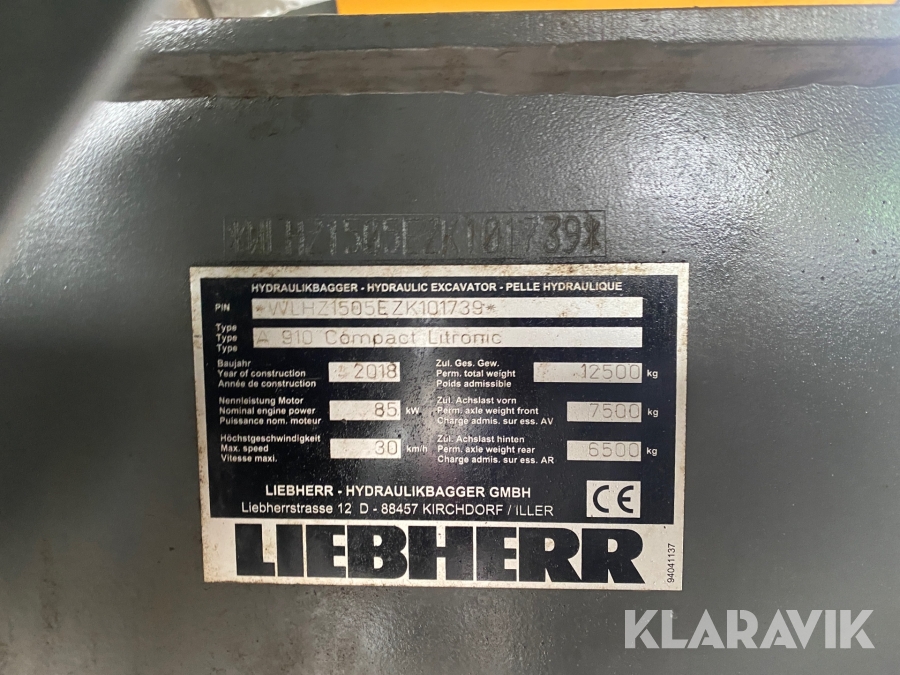 *WLHZ1505EZK101739*
HYDRAULIKBAGGER - HYDRAULIC EXCAVATOR - PELLE HYDRAULIQUE
PIN *WLHZ1505EZK101739*
Type
Type A 910 Compact Litronic
Type
Baujahr
Year of construction 2018
Année de construction
Zul. Ges. Gew.
Perm. total weight 12500 kg
Poids admissible
Nennleistung Motor
Nominal engine power 85 kW
Puissance nom. moteur
Zul. Achslast vorn
Perm. axle weight front 7500 kg
Charge admis. sur ess. AV
Höchstgeschwindigkeit
Max. speed 30 km/h
Vitesse maxi.
Zul. Achslast hinten
Perm. axle weight rear 6500 kg
Charge admis. sur ess. AR
LIEBHERR - HYDRAULIKBAGGER GMBH
Liebherrstrasse 12 D - 88457 KIRCHDORF / ILLER
CE
LIEBHERR
94041137
KLARAVIK